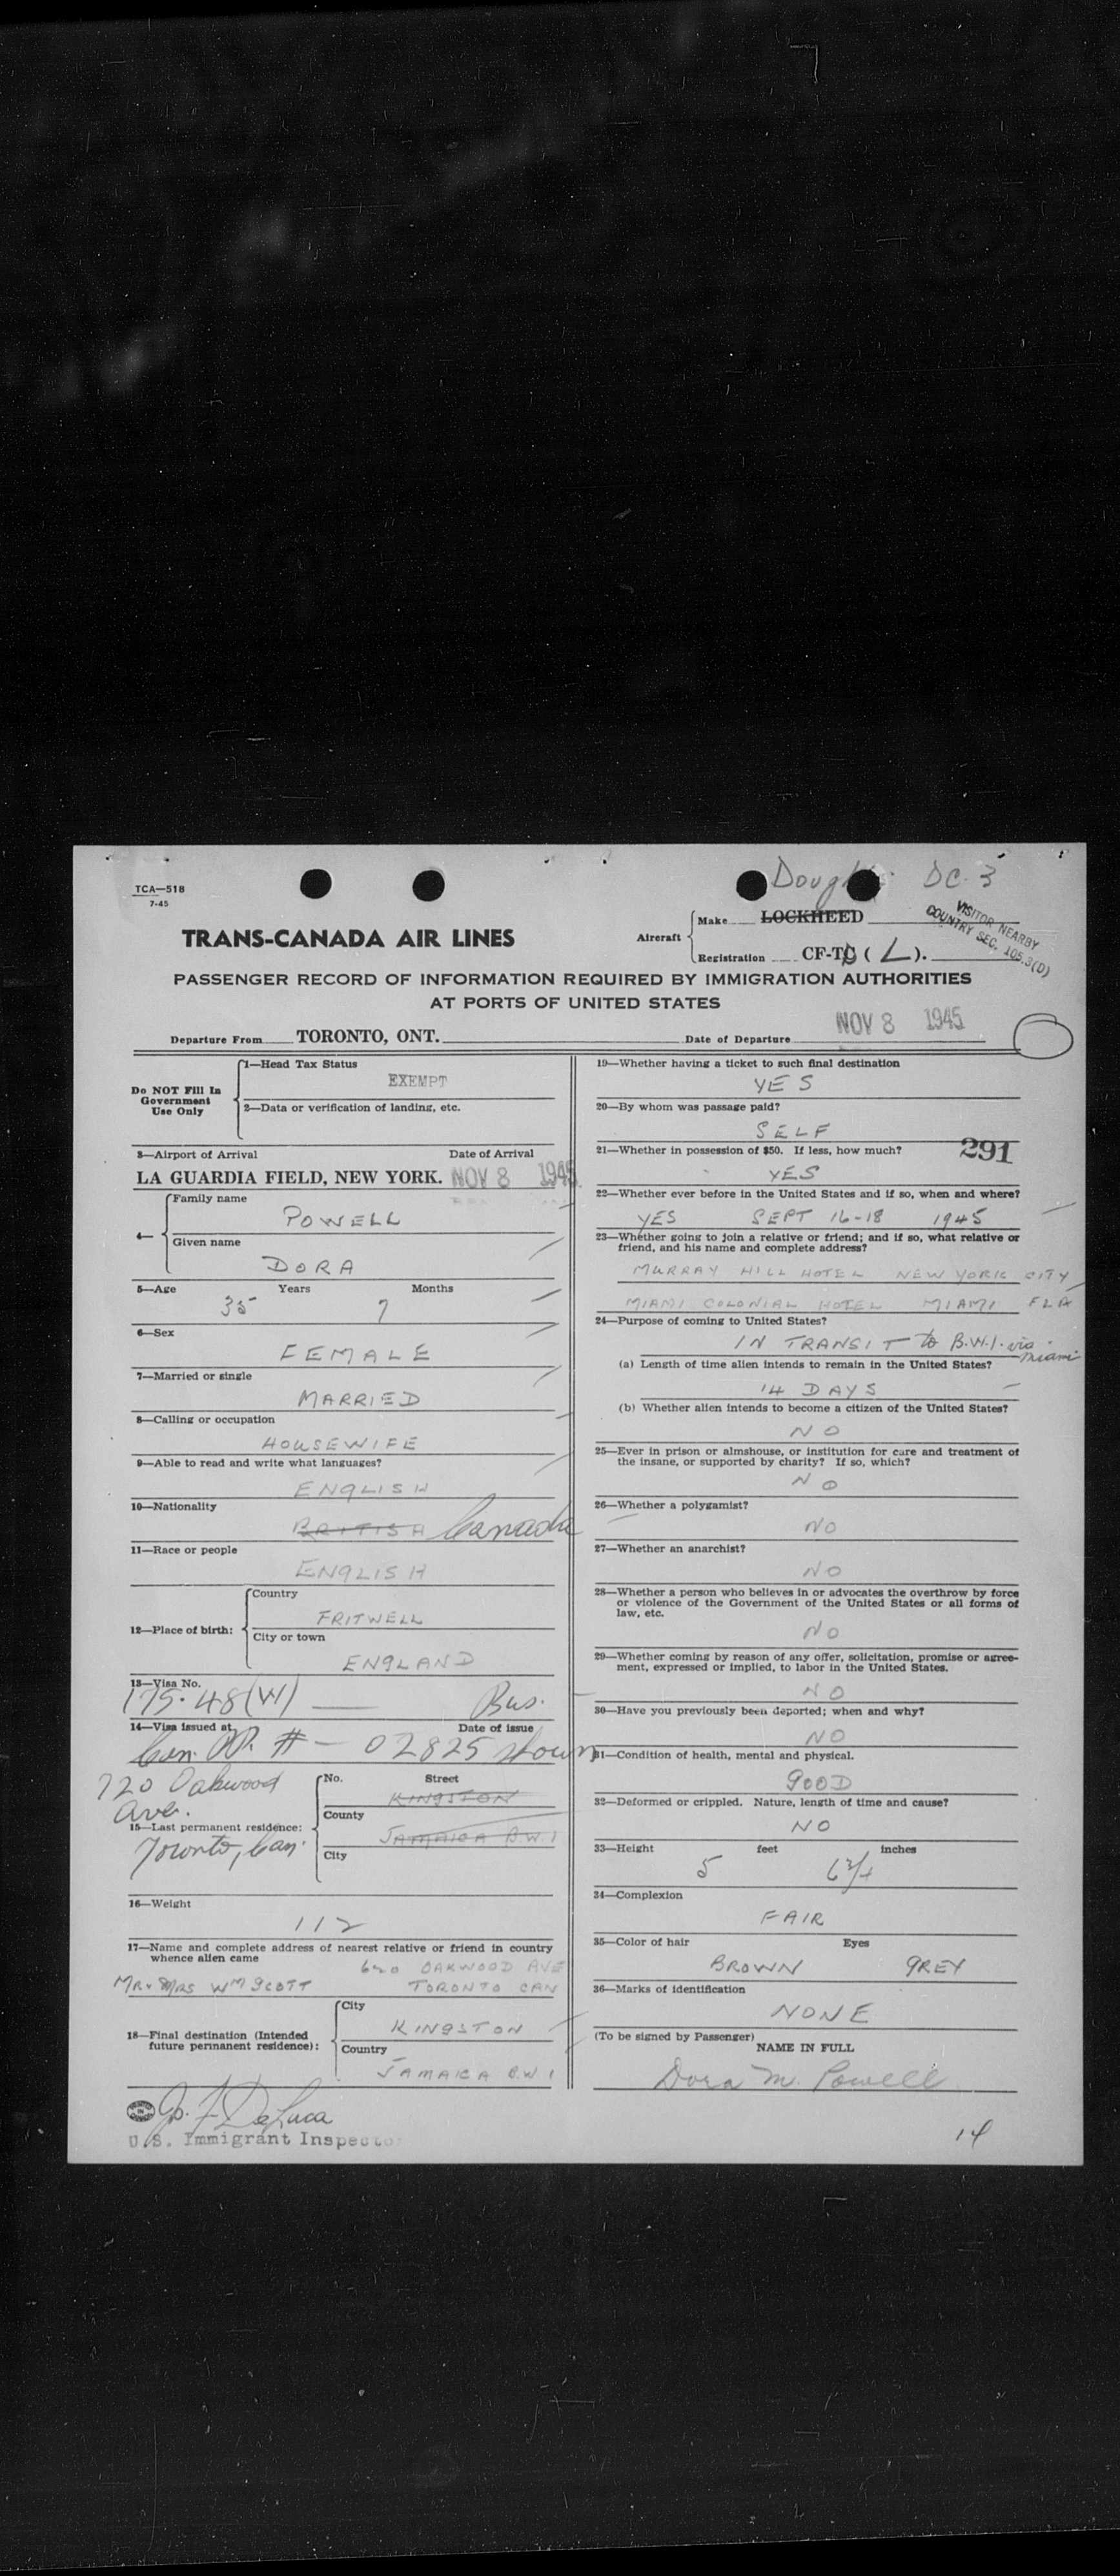 TCA—518
7-45
Douglas DC-3
TRANS-CANADA AIR LINES
Aircraft
Make LOCKHEED
Registration CF-TC ( L ).
VISITOR NEARBY
COUNTRY SEC. 105.3(D)
PASSENGER RECORD OF INFORMATION REQUIRED BY IMMIGRATION AUTHORITIES
AT PORTS OF UNITED STATES
Departure From TORONTO, ONT. Date of Departure NOV 8 1945
Do NOT Fill In
Government
Use Only
1—Head Tax Status
EXEMPT
2—Data or verification of landing, etc.
3—Airport of Arrival Date of Arrival
LA GUARDIA FIELD, NEW YORK. NOV 8 1945
4—
Family name
POWELL
Given name
DORA
5—Age Years Months
35 7
6—Sex
FEMALE
7—Married or single
MARRIED
8—Calling or occupation
HOUSEWIFE
9—Able to read and write what languages?
ENGLISH
10—Nationality
BRITISH Canada
11—Race or people
ENGLISH
12—Place of birth:
Country
FRITWELL
City or town
ENGLAND
13—Visa No.
175.48(W) Bus.
14—Visa issued at Date of issue
Can. # — 02825 shown
720 Oakwood
Ave.
15—Last permanent residence:
Toronto, Can.
No. Street
KINGSTON
County
JAMAICA B.W.I
City
16—Weight
112
17—Name and complete address of nearest relative or friend in country
whence alien came
620 OAKWOOD AVE
MR & MRS WM SCOTT TORONTO CAN
18—Final destination (Intended
future permanent residence):
City
KINGSTON
Country
JAMAICA B.W.I
J. F. DeLuca
U.S. Immigrant Inspector
19—Whether having a ticket to such final destination
YES
20—By whom was passage paid?
SELF
21—Whether in possession of $50. If less, how much?
291
YES
22—Whether ever before in the United States and if so, when and where?
YES SEPT 16-18 1945
23—Whether going to join a relative or friend; and if so, what relative or
friend, and his name and complete address?
MURRAY HILL HOTEL NEW YORK CITY
MIAMI COLONIAL HOTEL MIAMI FLA
24—Purpose of coming to United States?
IN TRANSIT to B.W.I. via Miami
(a) Length of time alien intends to remain in the United States?
14 DAYS
(b) Whether alien intends to become a citizen of the United States?
NO
25—Ever in prison or almshouse, or institution for care and treatment of
the insane, or supported by charity? If so, which?
NO
26—Whether a polygamist?
NO
27—Whether an anarchist?
NO
28—Whether a person who believes in or advocates the overthrow by force
or violence of the Government of the United States or all forms of
law, etc.
NO
29—Whether coming by reason of any offer, solicitation, promise or agree-
ment, expressed or implied, to labor in the United States.
NO
30—Have you previously been deported; when and why?
NO
31—Condition of health, mental and physical.
GOOD
32—Deformed or crippled. Nature, length of time and cause?
NO
33—Height feet inches
5
34—Complexion
FAIR
35—Color of hair Eyes
BROWN GREY
36—Marks of identification
NONE
(To be signed by Passenger)
NAME IN FULL
Dora M. Powell
14